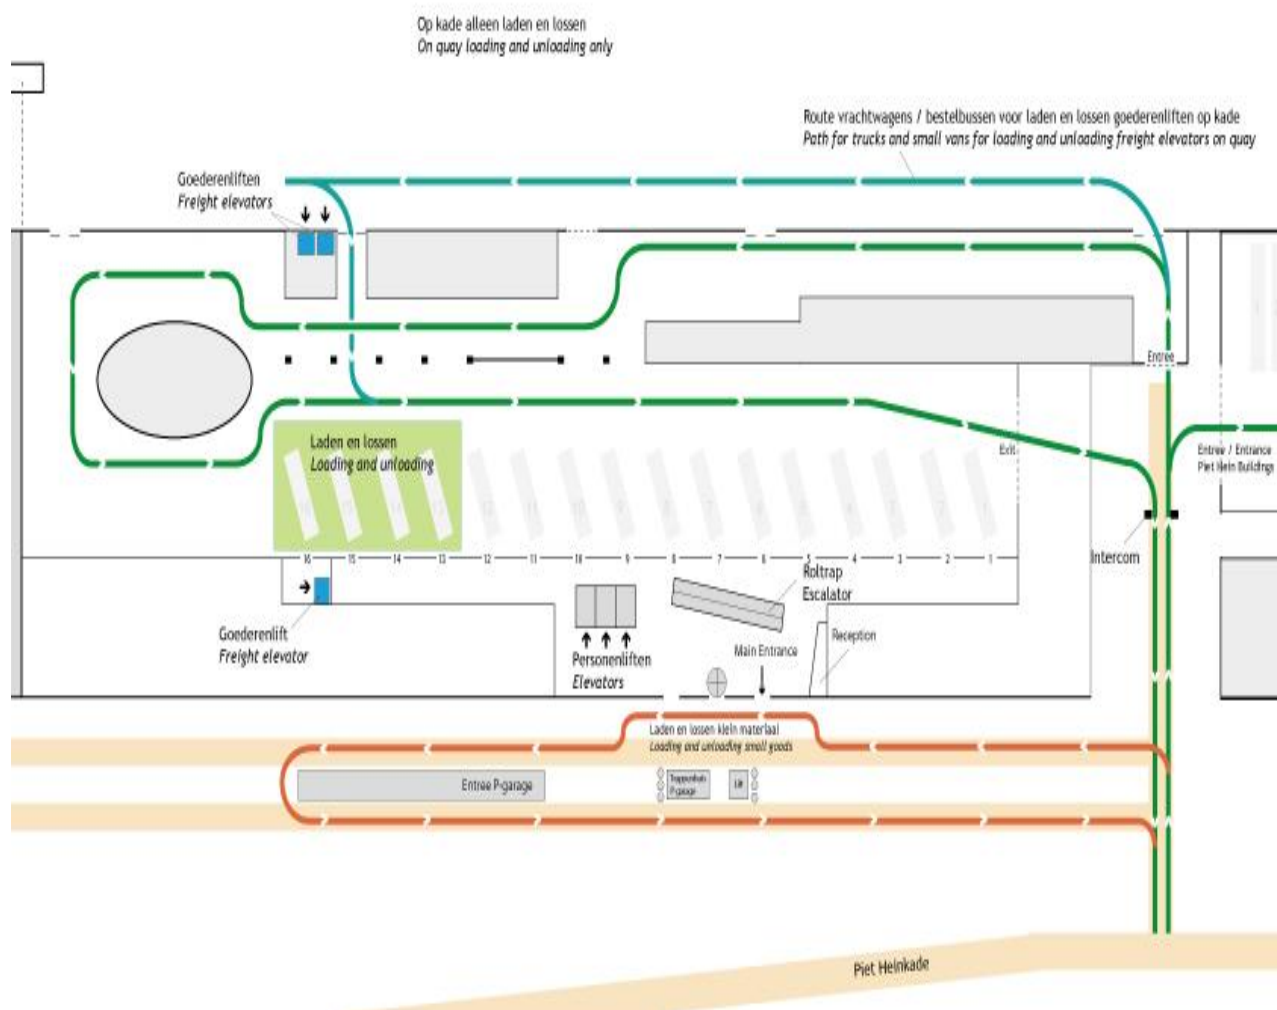 Op kade alleen laden en lossen
On quay loading and unloading only
Route vrachtwagens / bestelbussen voor laden en lossen goederenliften op kade
Path for trucks and small vans for loading and unloading freight elevators on quay
Goederenliften
Freight elevators
Entree
Laden en lossen
Loading and unloading
Exit
Entree / Entrance
Piet Hein Buildings
16 15 14 13 12 11 10 9 8 7 6 5 4 3 2 1
Intercom
Roltrap
Escalator
Goederenlift
Freight elevator
Reception
Main Entrance
Personenliften
Elevators
Laden en lossen klein materiaal
Loading and unloading small goods
Entree P-garage
Trappenhuis
P-garage
Lift
Piet Heinkade